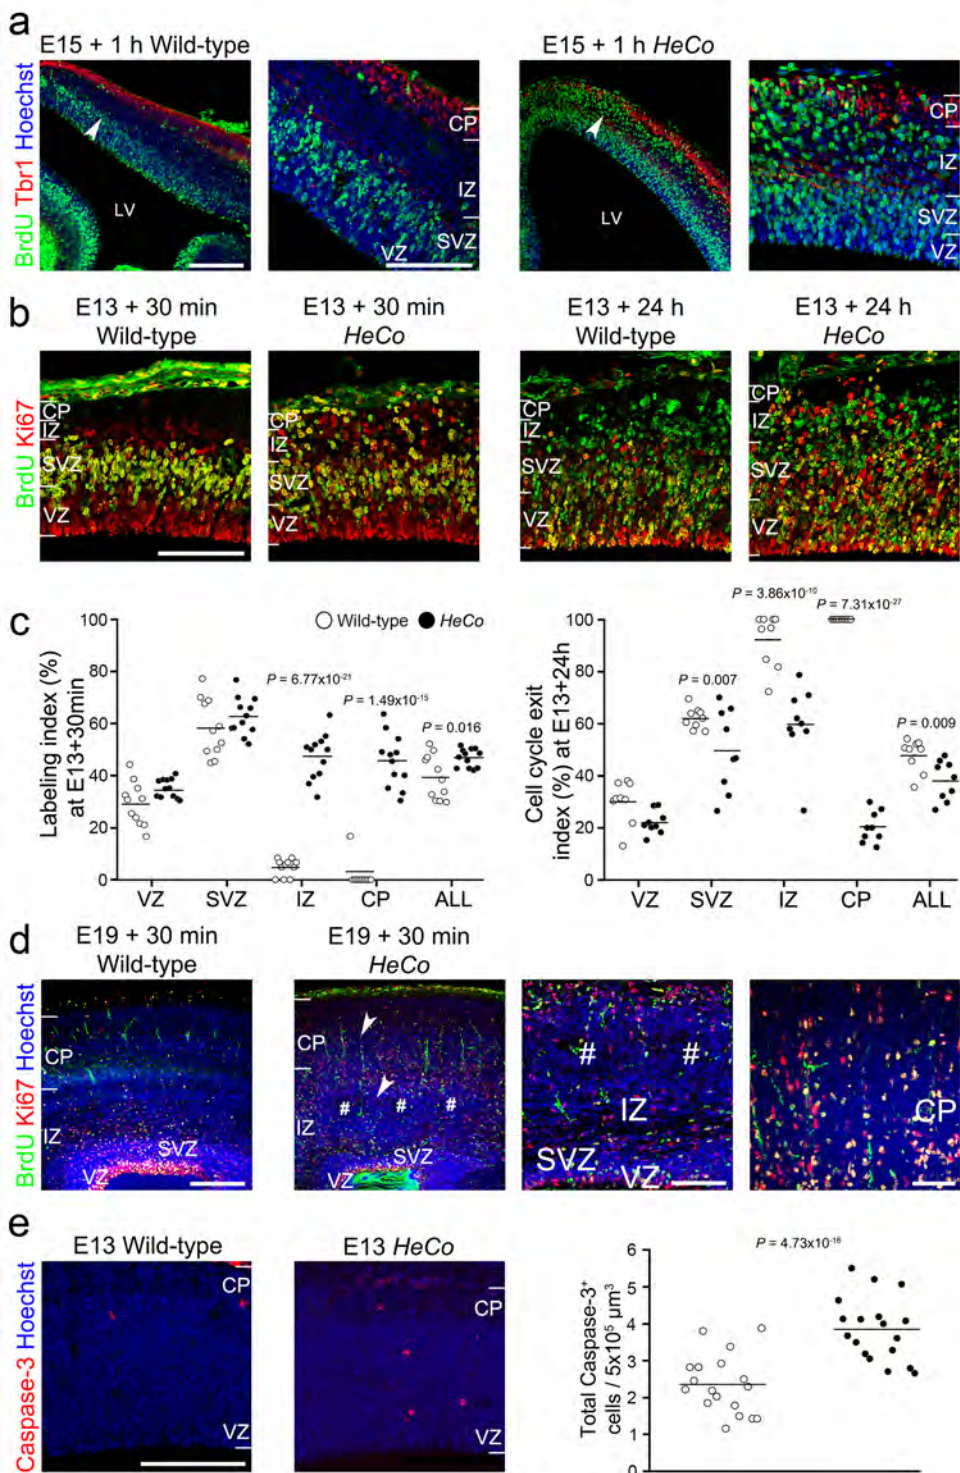 a
E15 + 1 h Wild-type
E15 + 1 h HeCo
BrdU Tbr1 Hoechst
LV
CP
IZ
SVZ
VZ
LV
CP
IZ
SVZ
VZ
b
E13 + 30 min
Wild-type
E13 + 30 min
HeCo
E13 + 24 h
Wild-type
E13 + 24 h
HeCo
BrdU Ki67
CP
IZ
SVZ
VZ
CP
IZ
SVZ
VZ
CP
IZ
SVZ
VZ
CP
IZ
SVZ
VZ
c
Labeling index (%)
at E13+30min
100
80
60
40
20
0
Wild-type HeCo
P = 6.77x10⁻²¹
P = 1.49x10⁻¹⁵
P = 0.016
VZ SVZ IZ CP ALL
Cell cycle exit
index (%) at E13+24h
100
80
60
40
20
0
P = 0.007
P = 3.86x10⁻¹⁰
P = 7.31x10⁻²⁷
P = 0.009
VZ SVZ IZ CP ALL
d
E19 + 30 min
Wild-type
E19 + 30 min
HeCo
BrdU Ki67 Hoechst
CP
IZ
SVZ
VZ
CP
# # #
IZ
SVZ
VZ
# #
IZ
SVZ
VZ
CP
e
E13 Wild-type
E13 HeCo
Caspase-3 Hoechst
CP
VZ
CP
VZ
Total Caspase-3⁺
cells / 5x10⁵ µm³
6
5
4
3
2
1
0
P = 4.73x10⁻¹⁶